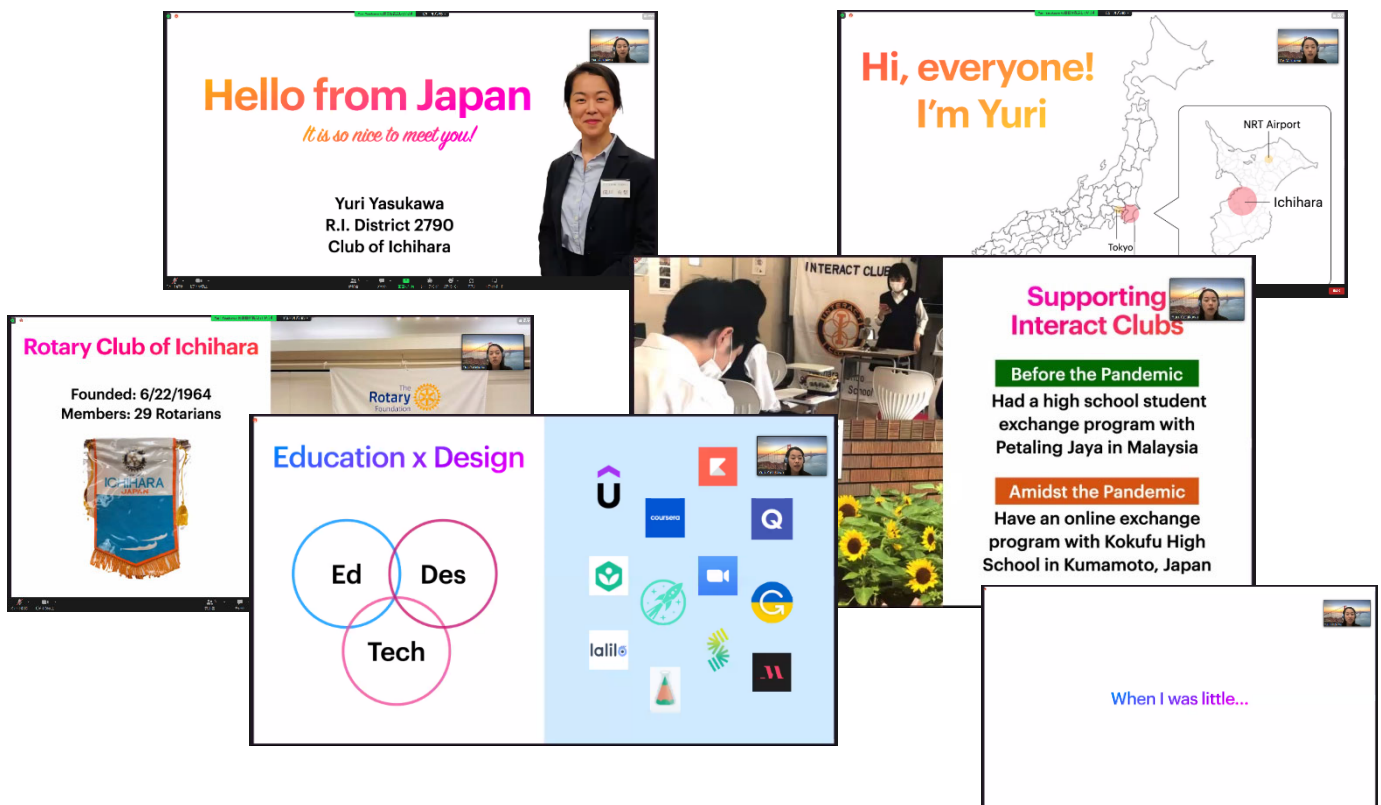 Hello from Japan
It is so nice to meet you!
Yuri Yasukawa
R.I. District 2790
Club of Ichihara
Hi, everyone!
I'm Yuri
NRT Airport
Ichihara
Tokyo
Rotary Club of Ichihara
Founded: 6/22/1964
Members: 29 Rotarians
ICHIHARA
JAPAN
The
Rotary
Foundation
INTERACT CLUB
School
Supporting
Interact Clubs
Before the Pandemic
Had a high school student
exchange program with
Petaling Jaya in Malaysia
Amidst the Pandemic
Have an online exchange
program with Kokufu High
School in Kumamoto, Japan
Education x Design
Ed
Des
Tech
coursera
Q
lalilo
When I was little...